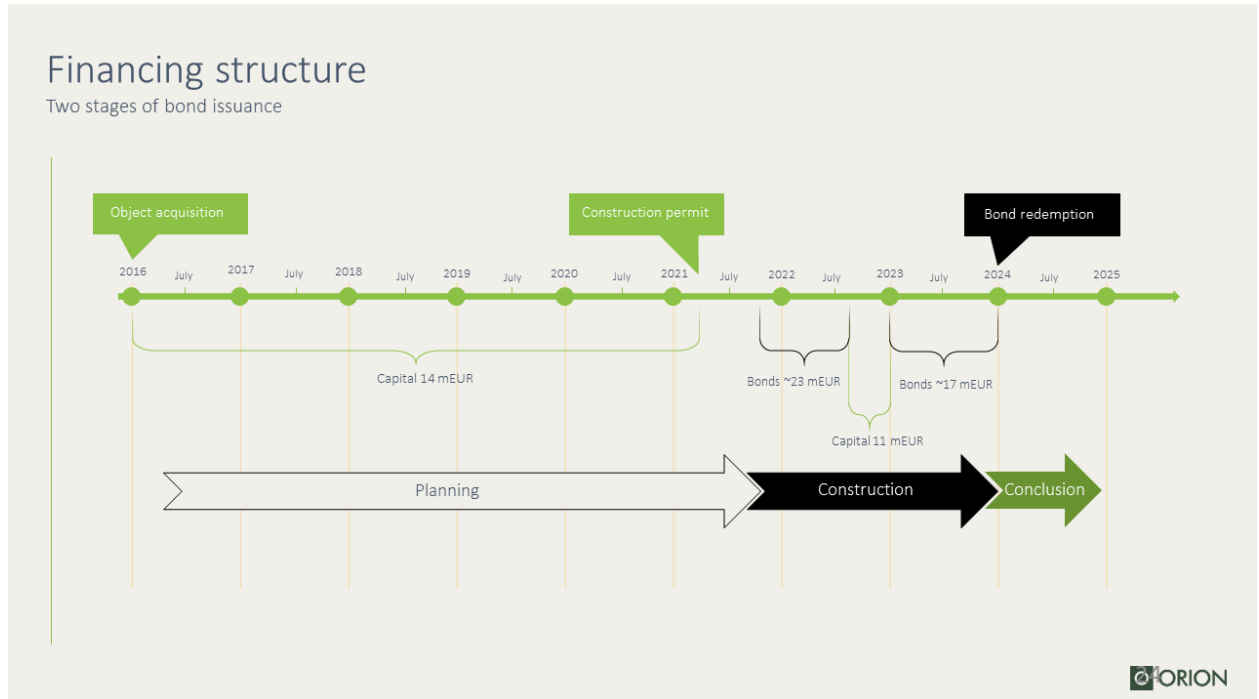 Financing structure
Two stages of bond issuance
Object acquisition
Construction permit
Bond redemption
2016 July 2017 July 2018 July 2019 July 2020 July 2021 July 2022 July 2023 July 2024 July 2025
Capital 14 mEUR
Bonds ~23 mEUR
Bonds ~17 mEUR
Capital 11 mEUR
Planning
Construction
Conclusion
24
ORION